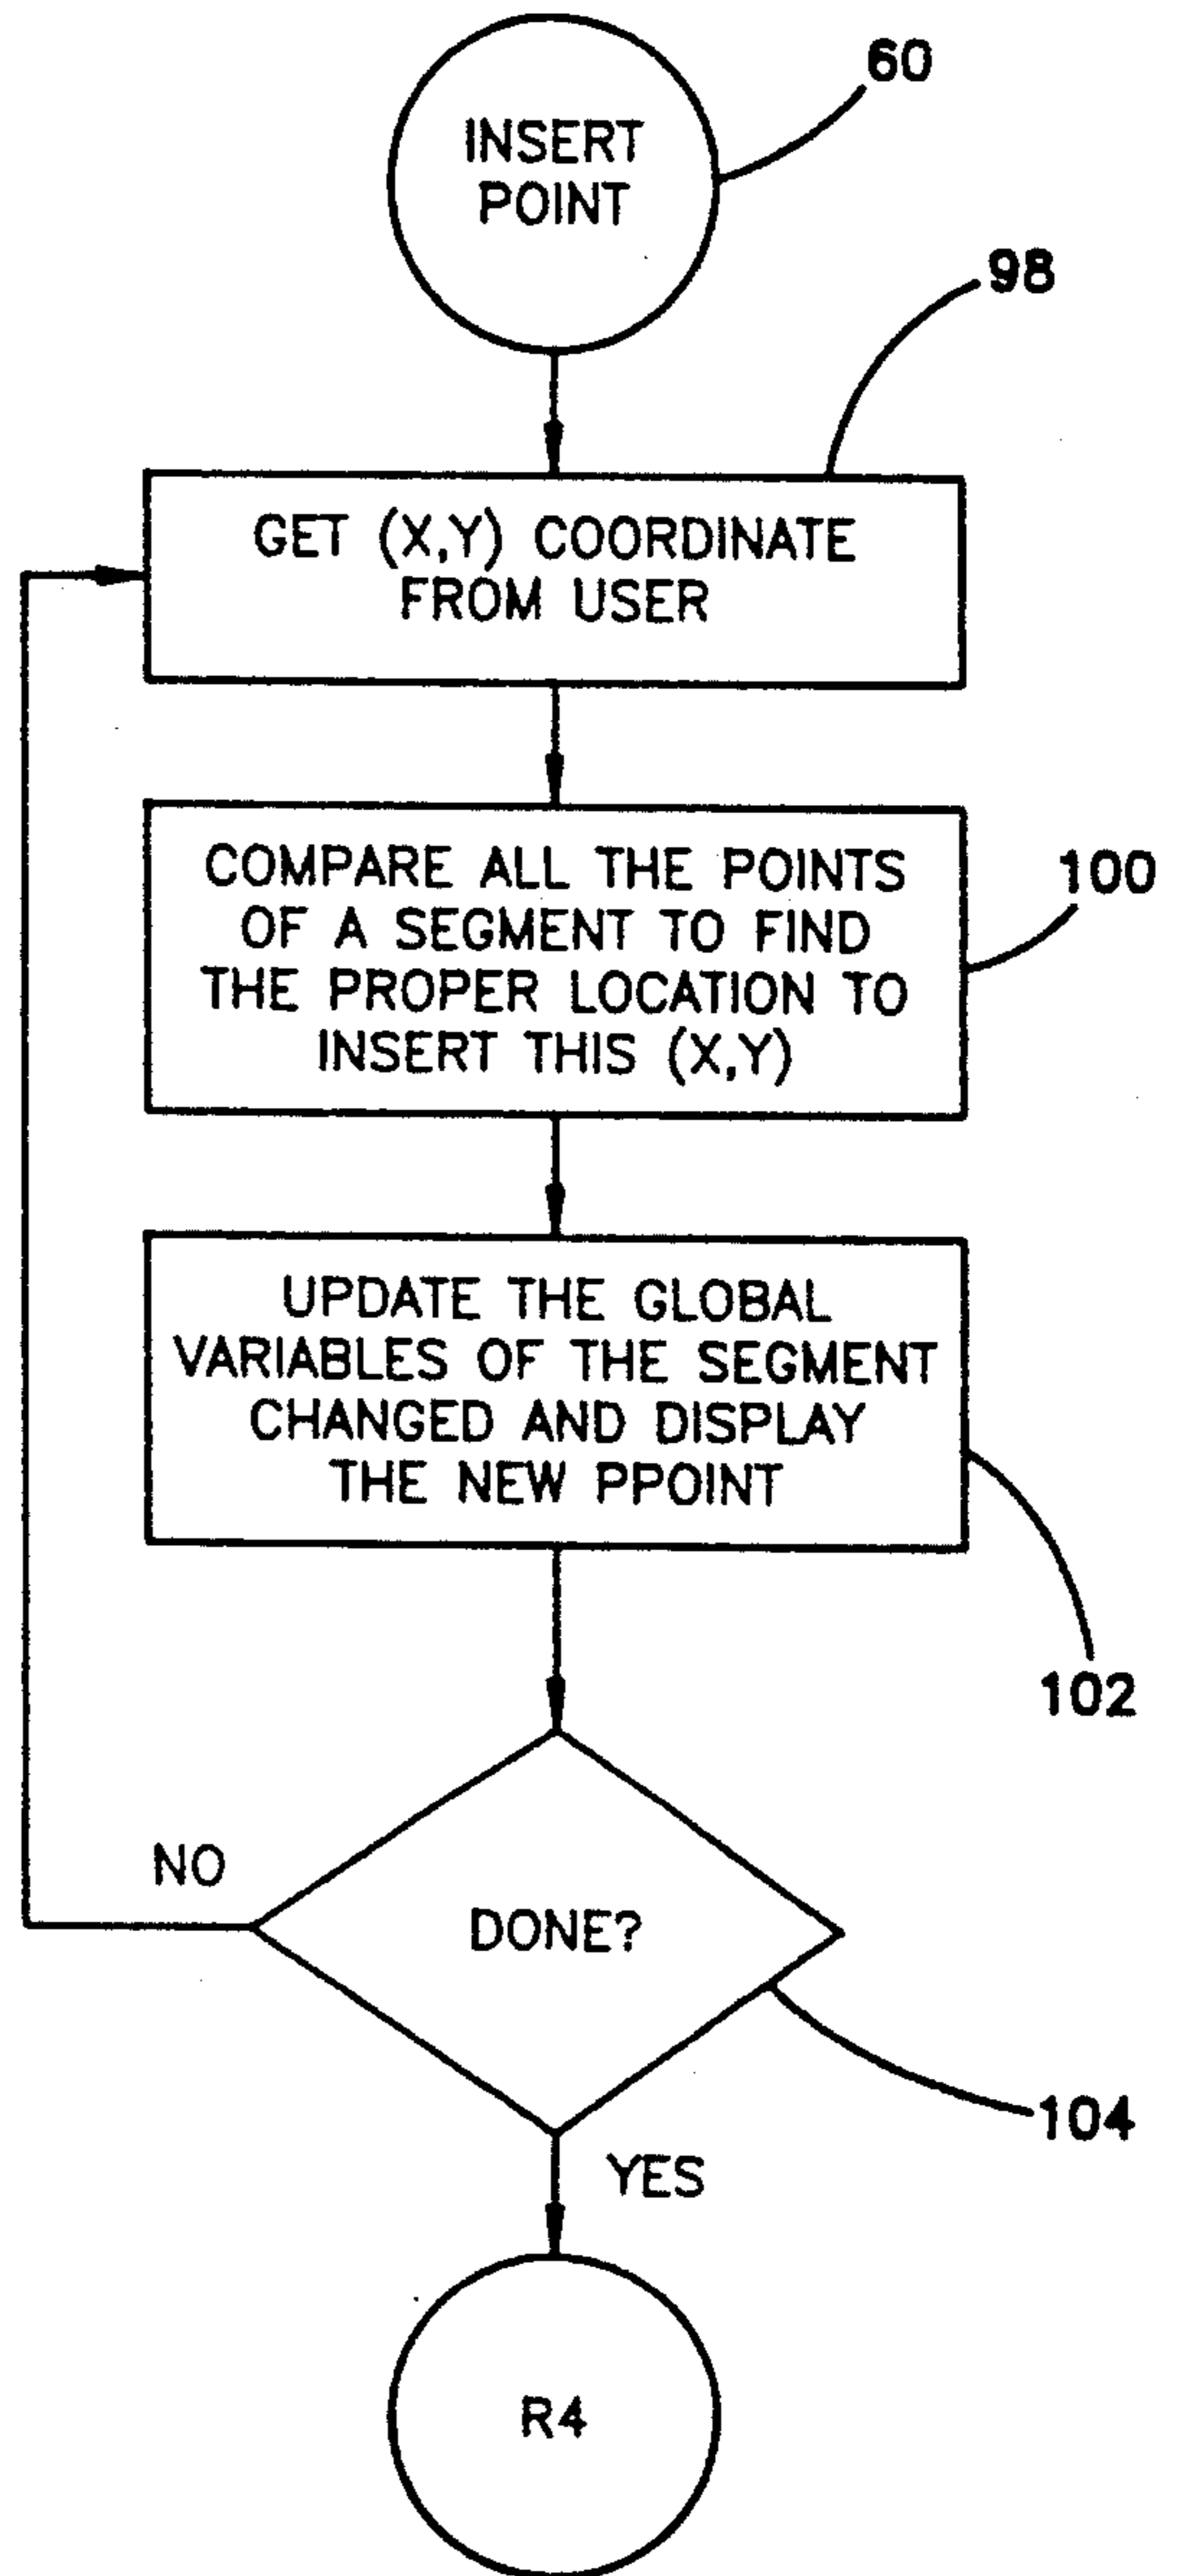 60
INSERT
POINT
98
GET (X,Y) COORDINATE
FROM USER
COMPARE ALL THE POINTS
OF A SEGMENT TO FIND
THE PROPER LOCATION TO
INSERT THIS (X,Y)
100
UPDATE THE GLOBAL
VARIABLES OF THE SEGMENT
CHANGED AND DISPLAY
THE NEW PPOINT
102
NO
DONE?
104
YES
R4